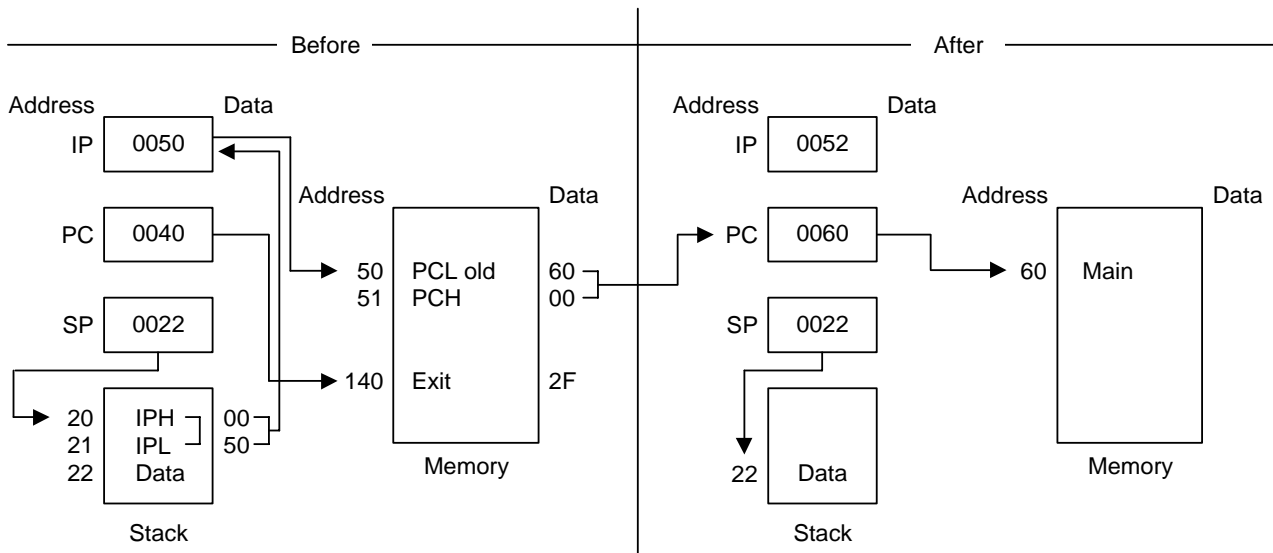 Before
After
Address Data
IP 0050
PC 0040
SP 0022
20 IPH 00
21 IPL 50
22 Data
Stack
Address Data
50 PCL old 60
51 PCH 00
140 Exit 2F
Memory
Address Data
IP 0052
PC 0060
SP 0022
22 Data
Stack
Address Data
60 Main
Memory